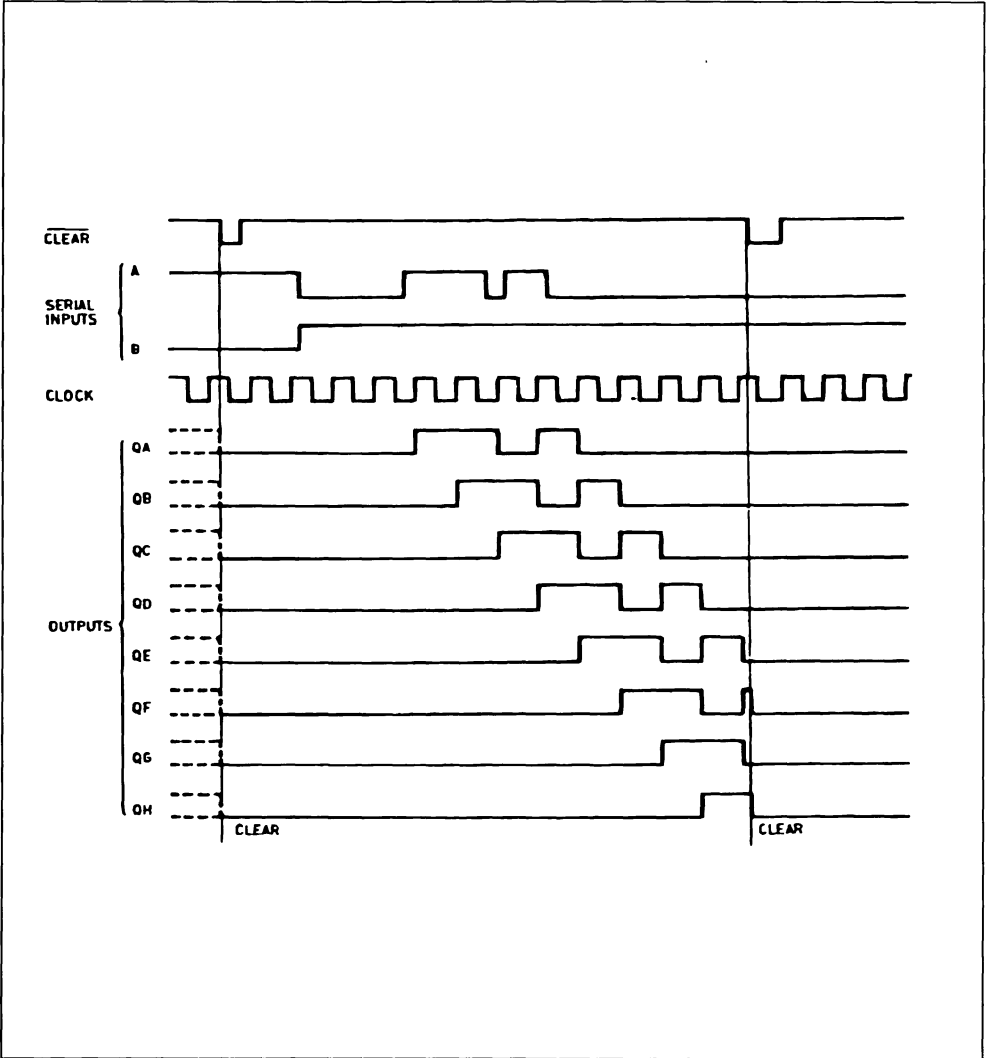 CLEAR
A
SERIAL
INPUTS
B
CLOCK
QA
QB
QC
QD
OUTPUTS
QE
QF
QG
QH
CLEAR
CLEAR